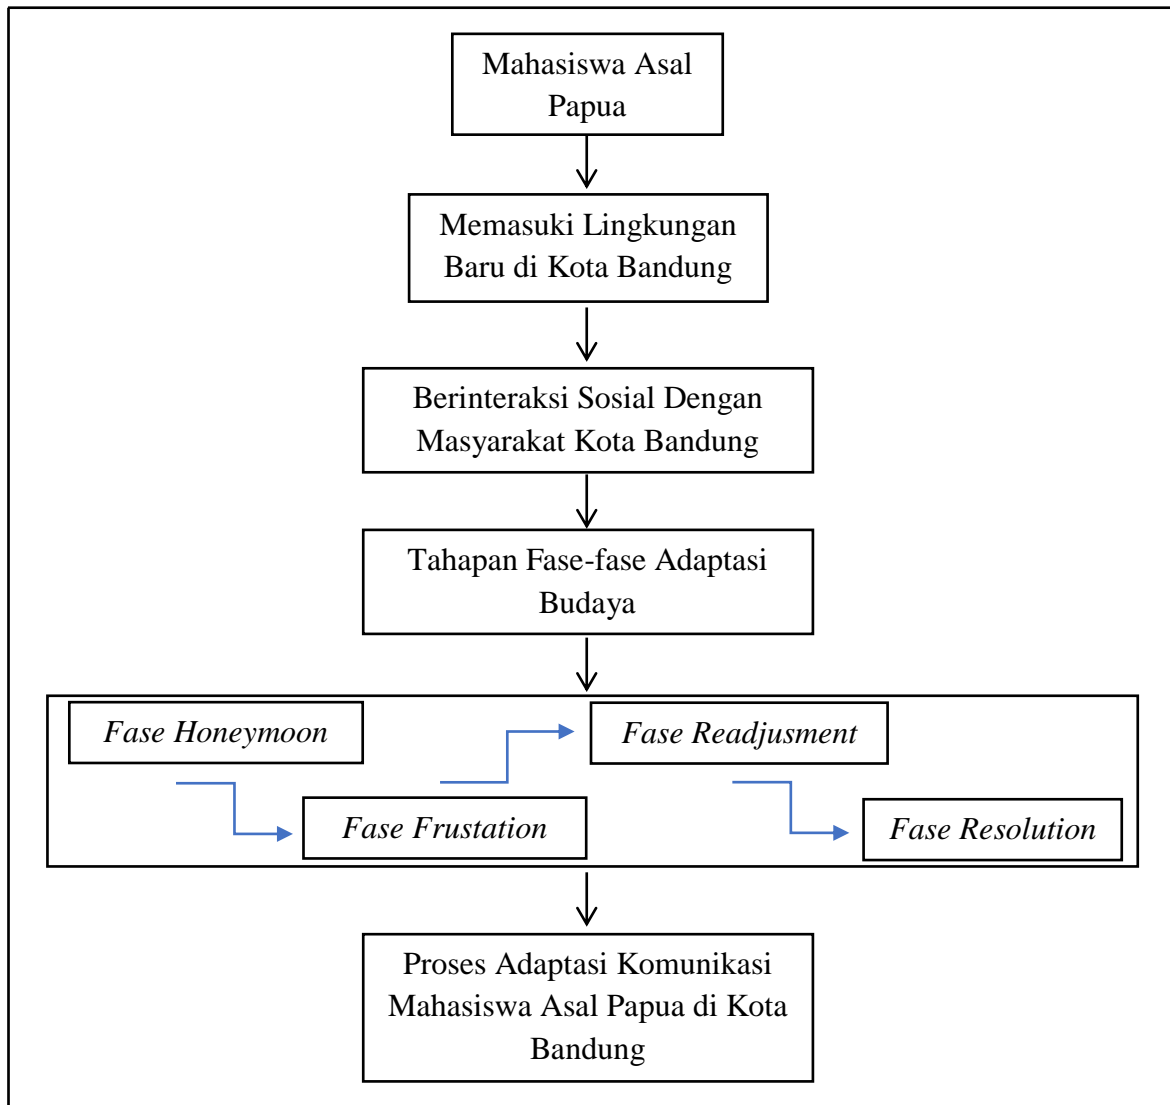 Mahasiswa Asal
Papua
Memasuki Lingkungan
Baru di Kota Bandung
Berinteraksi Sosial Dengan
Masyarakat Kota Bandung
Tahapan Fase-fase Adaptasi
Budaya
Fase Honeymoon
Fase Frustation
Fase Readjusment
Fase Resolution
Proses Adaptasi Komunikasi
Mahasiswa Asal Papua di Kota
Bandung